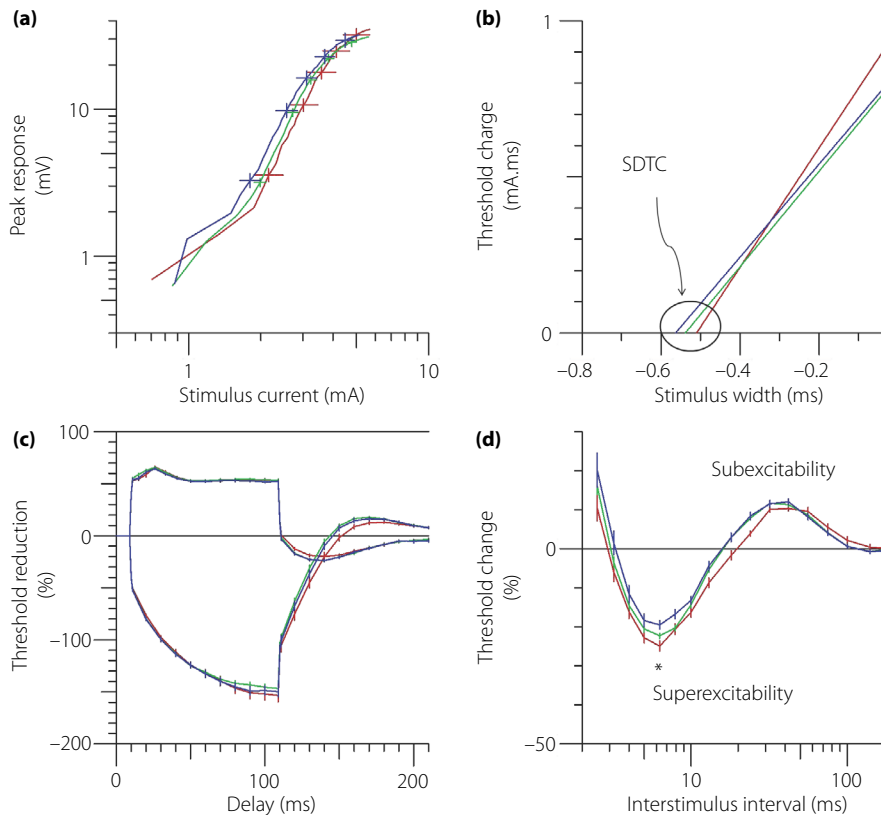 (a)
Peak response
(mV)
10
1
1
10
Stimulus current (mA)
(b)
Threshold charge
(mA.ms)
1
0
SDTC
−0.8
−0.6
−0.4
−0.2
Stimulus width (ms)
(c)
Threshold reduction
(%)
100
0
−100
−200
0
100
200
Delay (ms)
(d)
Threshold change
(%)
0
−50
Subexcitability
*
Superexcitability
10
100
Interstimulus interval (ms)